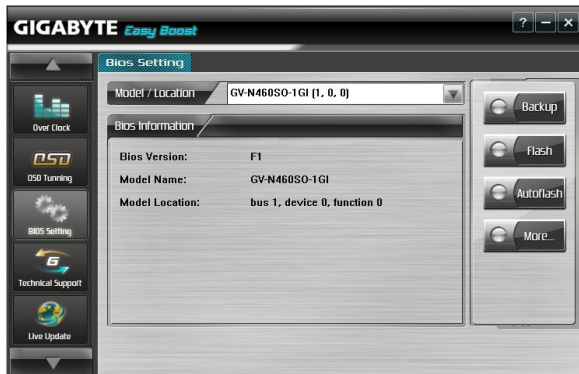 GIGABYTE Easy Boost
? – ×
Bios Setting
Model / Location
GV-N460SO-1GI (1, 0, 0)
Bios Information
Bios Version: F1
Model Name: GV-N460SO-1GI
Model Location: bus 1, device 0, function 0
Over Clock
OSD
OSD Tunning
BIOS Setting
G
Technical Support
Live Update
Backup
Flash
Autoflash
More...